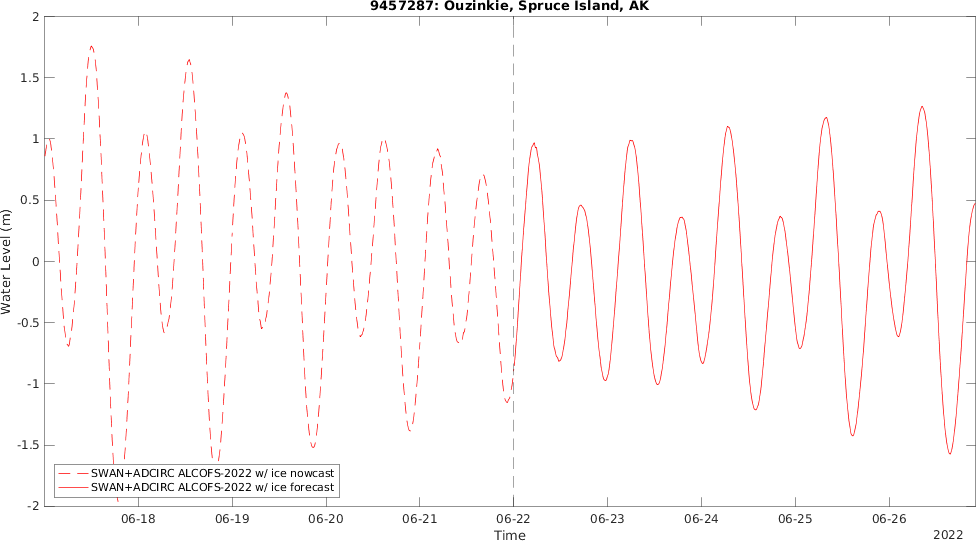 9457287: Ouzinkie, Spruce Island, AK
2
1.5
1
0.5
0
-0.5
-1
-1.5
-2
Water Level (m)
SWAN+ADCIRC ALCOFS-2022 w/ ice nowcast
SWAN+ADCIRC ALCOFS-2022 w/ ice forecast
06-18 06-19 06-20 06-21 06-22 06-23 06-24 06-25 06-26
Time
2022